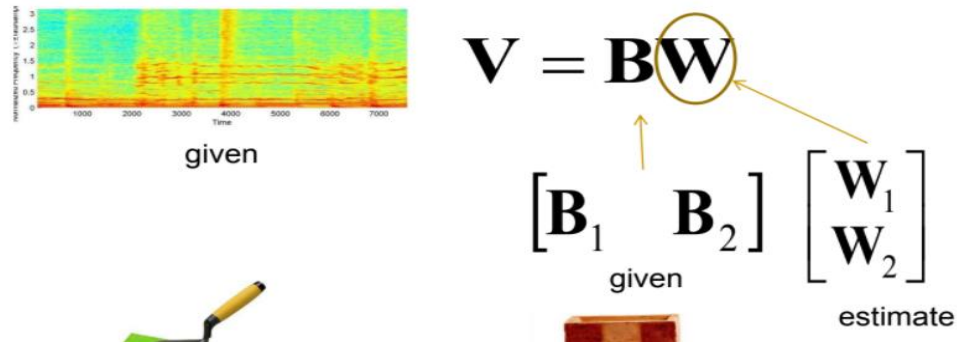 3
2.5
2
1.5
1
0.5
0
1000 2000 3000 4000 5000 6000 7000
Time
given
V = BW
[B₁ B₂]
given
[W₁
W₂]
estimate